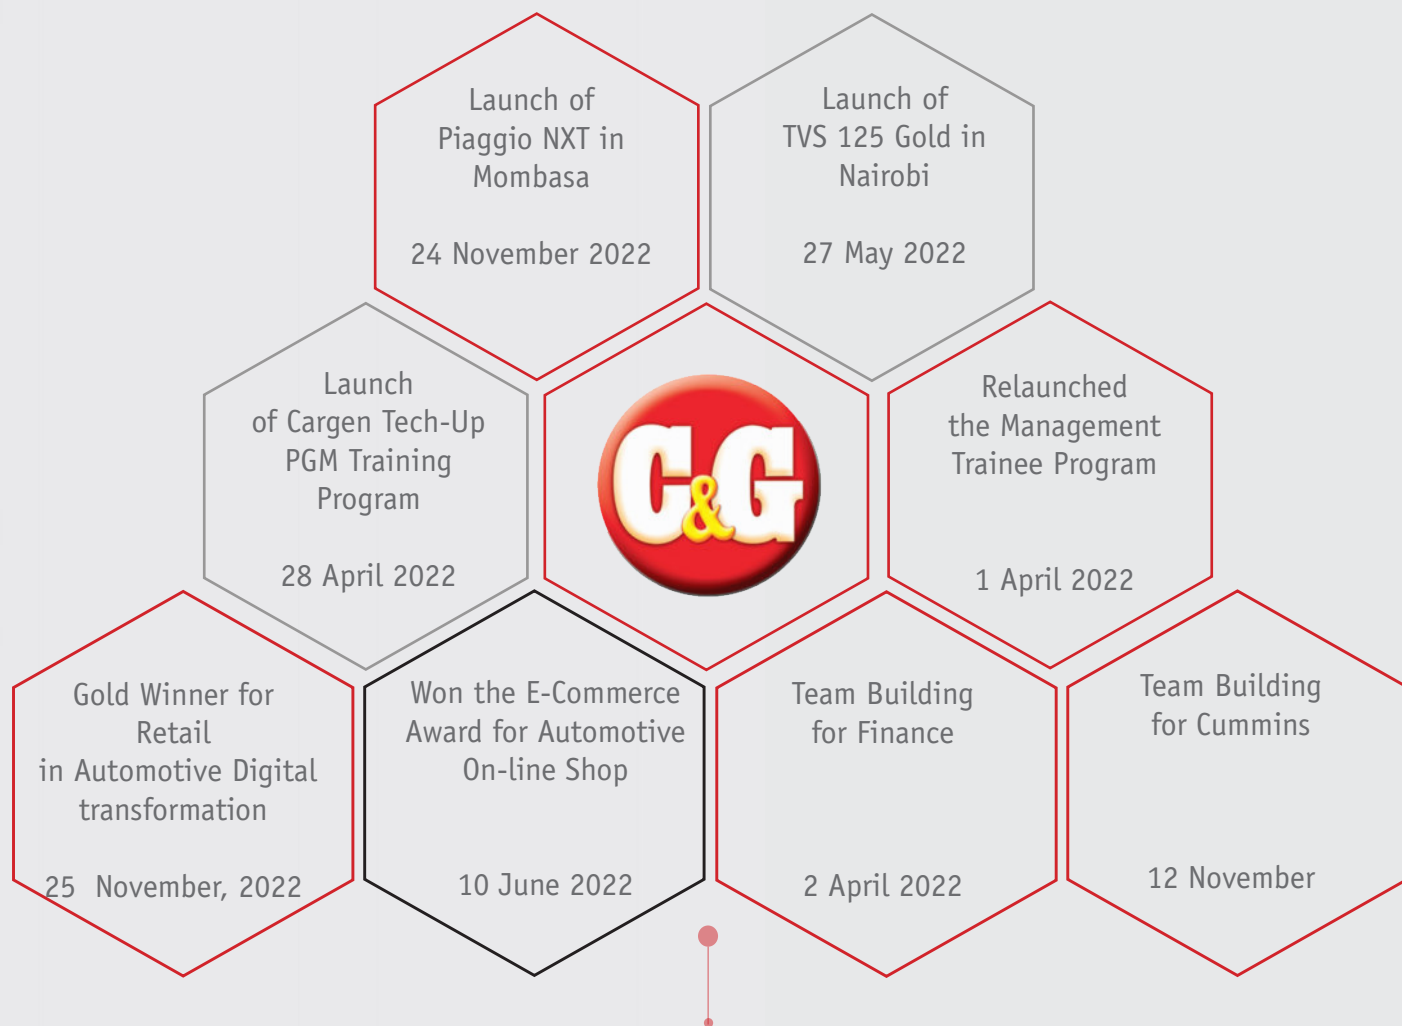 Launch of
Piaggio NXT in
Mombasa
24 November 2022
Launch of
TVS 125 Gold in
Nairobi
27 May 2022
Launch
of Cargen Tech-Up
PGM Training
Program
28 April 2022
C&G
Relaunched
the Management
Trainee Program
1 April 2022
Gold Winner for
Retail
in Automotive Digital
transformation
25 November, 2022
Won the E-Commerce
Award for Automotive
On-line Shop
10 June 2022
Team Building
for Finance
2 April 2022
Team Building
for Cummins
12 November